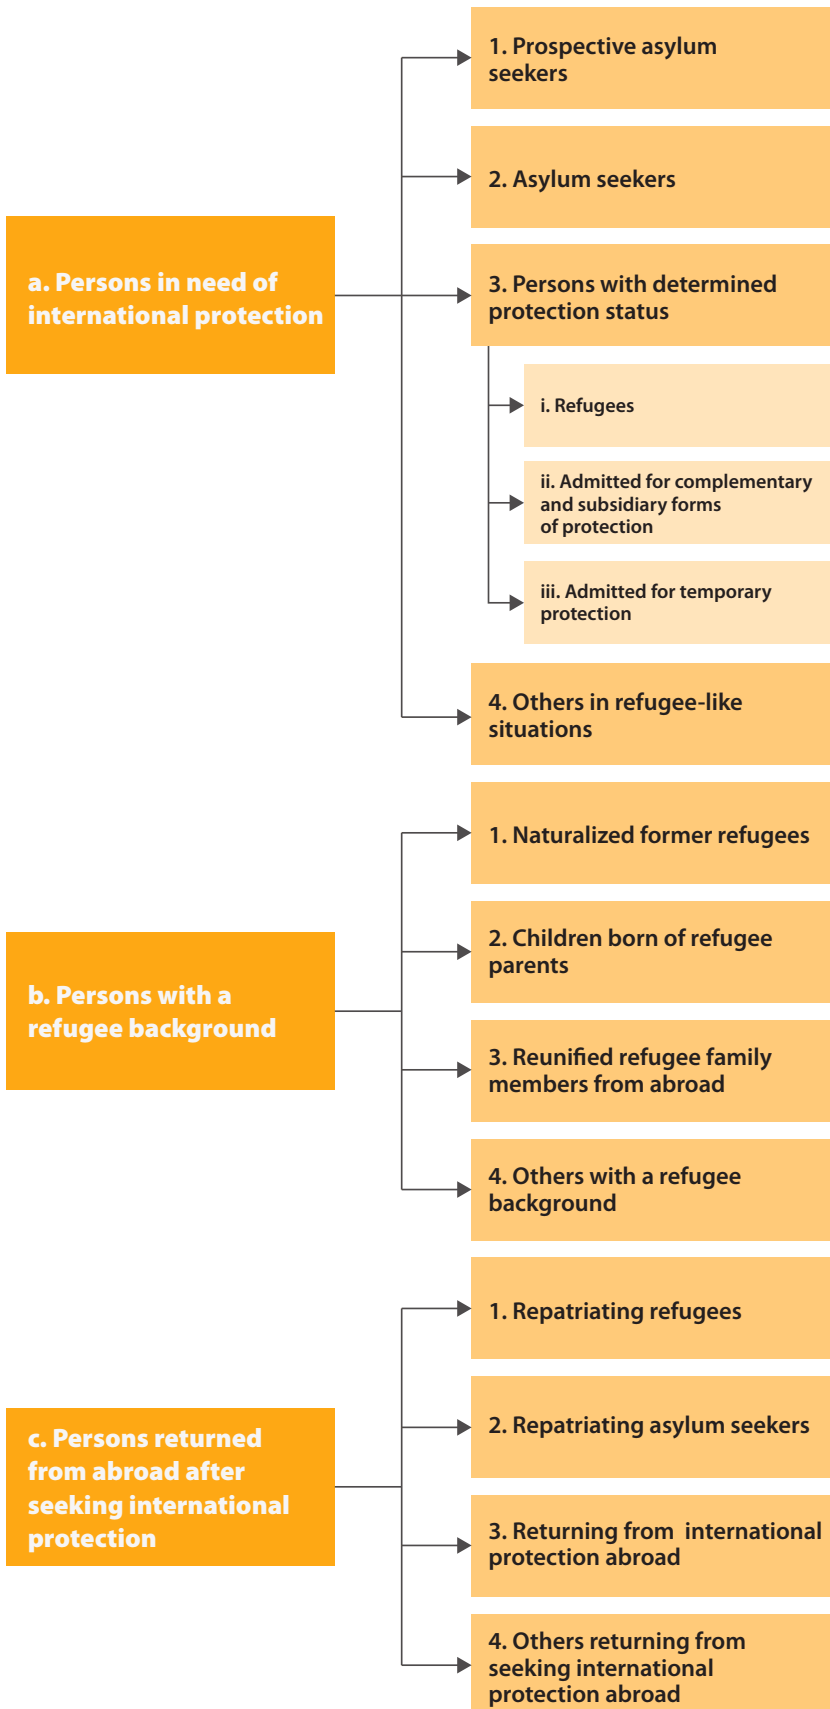 a. Persons in need of
international protection
1. Prospective asylum
seekers
2. Asylum seekers
3. Persons with determined
protection status
i. Refugees
ii. Admitted for complementary
and subsidiary forms
of protection
iii. Admitted for temporary
protection
4. Others in refugee-like
situations
b. Persons with a
refugee background
1. Naturalized former refugees
2. Children born of refugee
parents
3. Reunified refugee family
members from abroad
4. Others with a refugee
background
c. Persons returned
from abroad after
seeking international
protection
1. Repatriating refugees
2. Repatriating asylum seekers
3. Returning from  international
protection abroad
4. Others returning from
seeking international
protection abroad